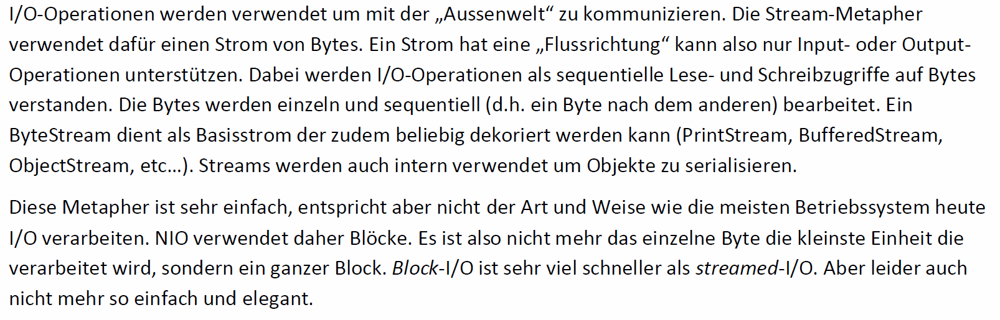 I/O-Operationen werden verwendet um mit der „Aussenwelt“ zu kommunizieren. Die Stream-Metapher
verwendet dafür einen Strom von Bytes. Ein Strom hat eine „Flussrichtung“ kann also nur Input- oder Output-
Operationen unterstützen. Dabei werden I/O-Operationen als sequentielle Lese- und Schreibzugriffe auf Bytes
verstanden. Die Bytes werden einzeln und sequentiell (d.h. ein Byte nach dem anderen) bearbeitet. Ein
ByteStream dient als Basisstrom der zudem beliebig dekoriert werden kann (PrintStream, BufferedStream,
ObjectStream, etc…). Streams werden auch intern verwendet um Objekte zu serialisieren.
Diese Metapher ist sehr einfach, entspricht aber nicht der Art und Weise wie die meisten Betriebssystem heute
I/O verarbeiten. NIO verwendet daher Blöcke. Es ist also nicht mehr das einzelne Byte die kleinste Einheit die
verarbeitet wird, sondern ein ganzer Block. Block-I/O ist sehr viel schneller als streamed-I/O. Aber leider auch
nicht mehr so einfach und elegant.